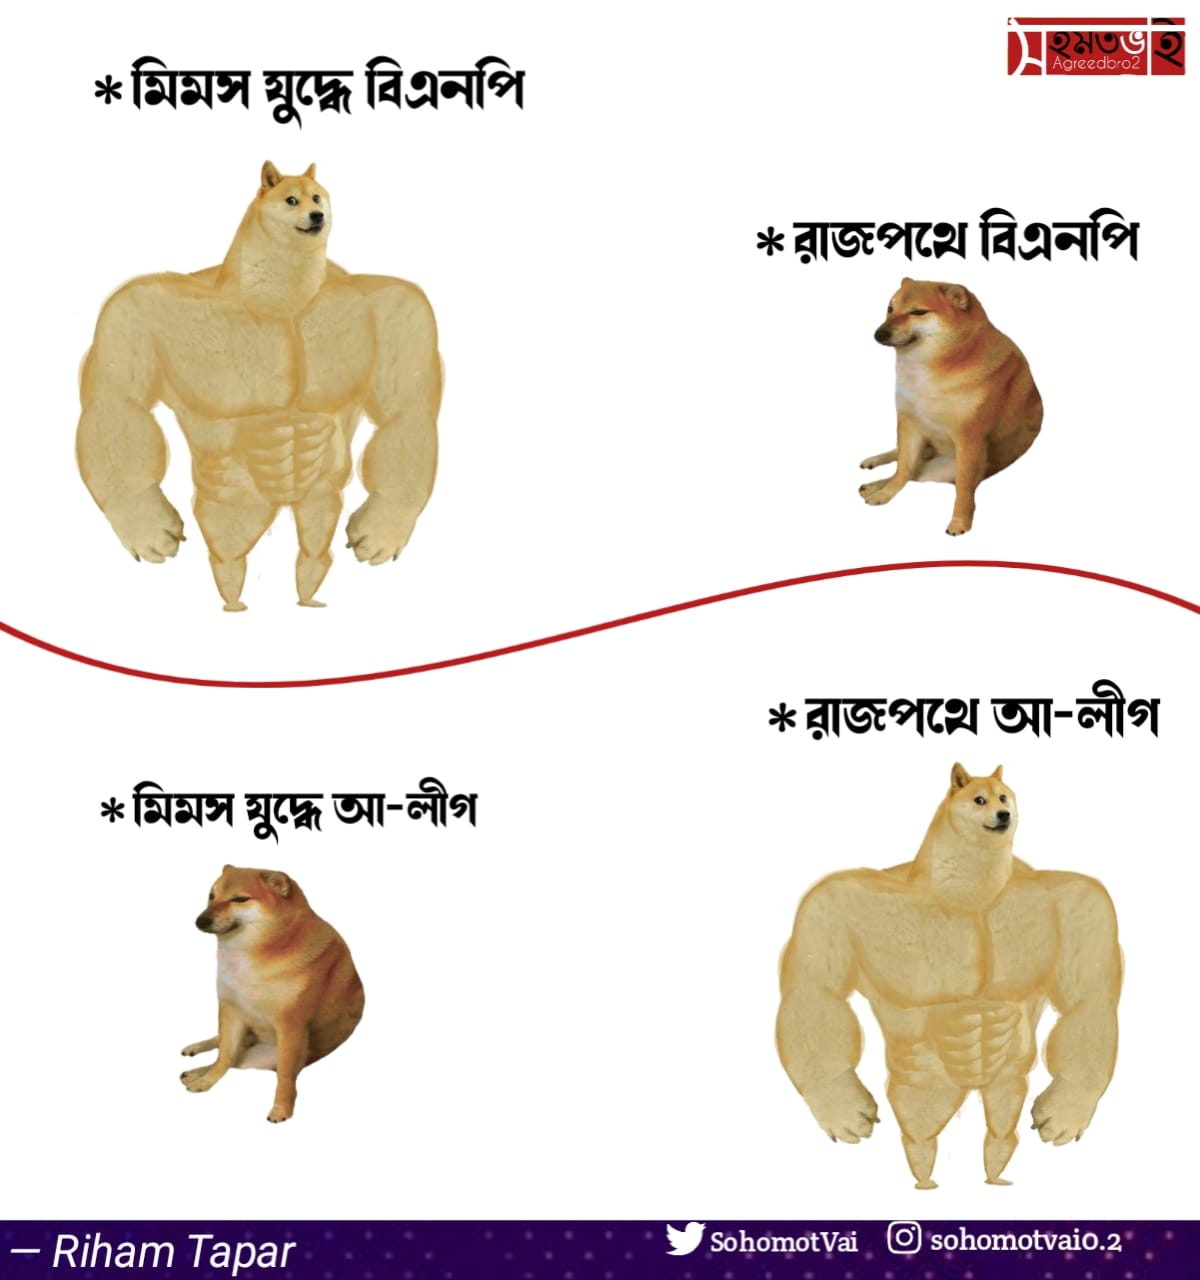 সহমতভাই
Agreedbro2
* মিমস যুদ্ধে বিএনপি
* রাজপথে বিএনপি
* রাজপথে আ-লীগ
* মিমস যুদ্ধে আ-লীগ
— Riham Tapar
SohomotVai
sohomotvai0.2